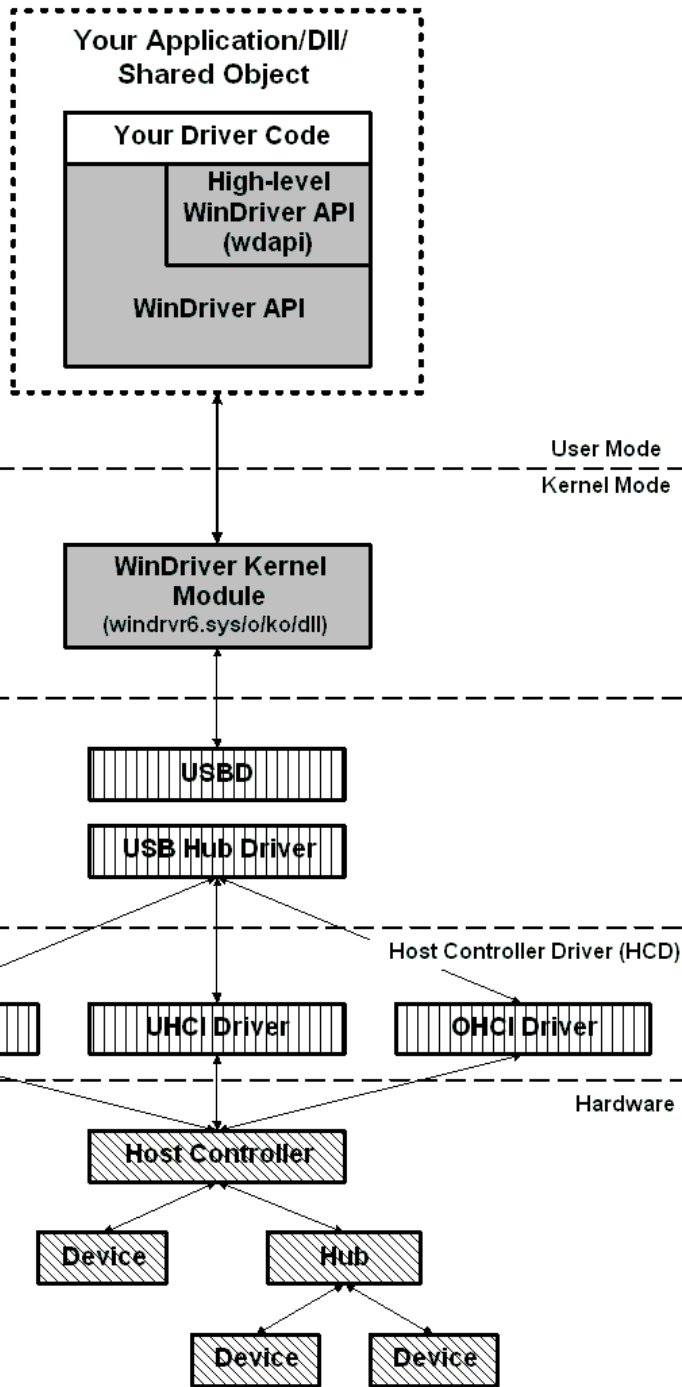 Your Application/Dll/
Shared Object
Your Driver Code
High-level
WinDriver API
(wdapi)
WinDriver API
User Mode
Kernel Mode
WinDriver Kernel
Module
(windrvr6.sys/o/ko/dll)
USBD
USB Hub Driver
Host Controller Driver (HCD)
UHCI Driver
OHCI Driver
Hardware
Host Controller
Device
Hub
Device
Device